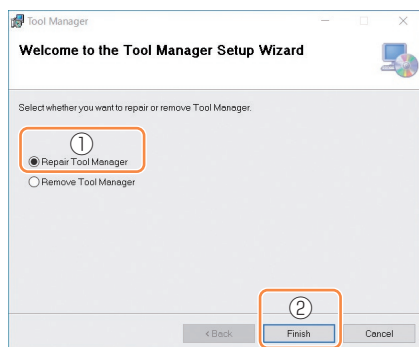 Tool Manager
Welcome to the Tool Manager Setup Wizard
Select whether you want to repair or remove Tool Manager.
①
Repair Tool Manager
Remove Tool Manager
②
< Back Finish Cancel